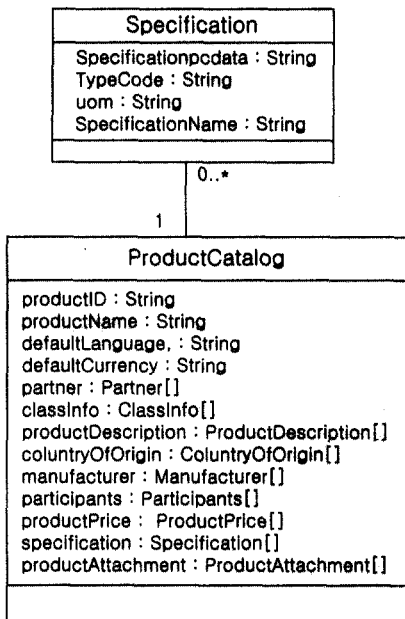 Specification
Specificationpcdata : String
TypeCode : String
uom : String
SpecificationName : String
0..*
1
ProductCatalog
productID : String
productName : String
defaultLanguage, : String
defaultCurrency : String
partner : Partner[]
classInfo : ClassInfo[]
productDescription : ProductDescription[]
coluntryOfOrigin : ColuntryOfOrigin[]
manufacturer : Manufacturer[]
participants : Participants[]
productPrice : ProductPrice[]
specification : Specification[]
productAttachment : ProductAttachment[]